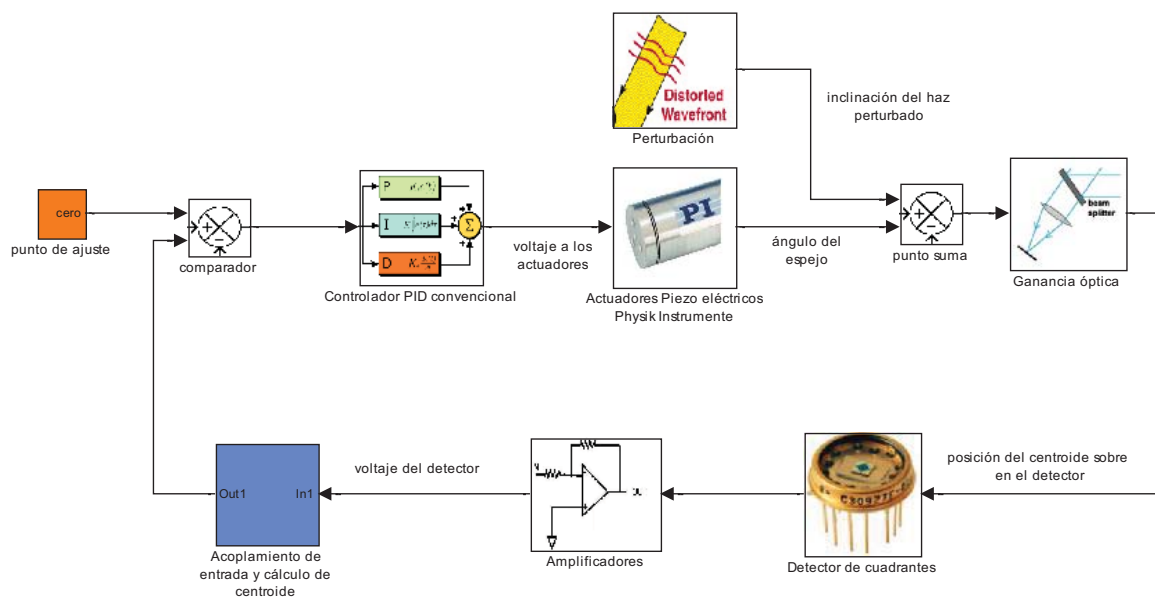 Distorted
Wavefront
Perturbación
inclinación del haz
perturbado
cero
punto de ajuste
comparador
P
I
D
Σ
Controlador PID convencional
voltaje a los
actuadores
PI
Actuadores Piezo eléctricos
Physik Instrumente
ángulo del
espejo
punto suma
beam
splitter
Ganancia óptica
Out1
In1
Acoplamiento de
entrada y cálculo de
centroide
voltaje del detector
Amplificadores
Detector de cuadrantes
posición del centroide sobre
en el detector